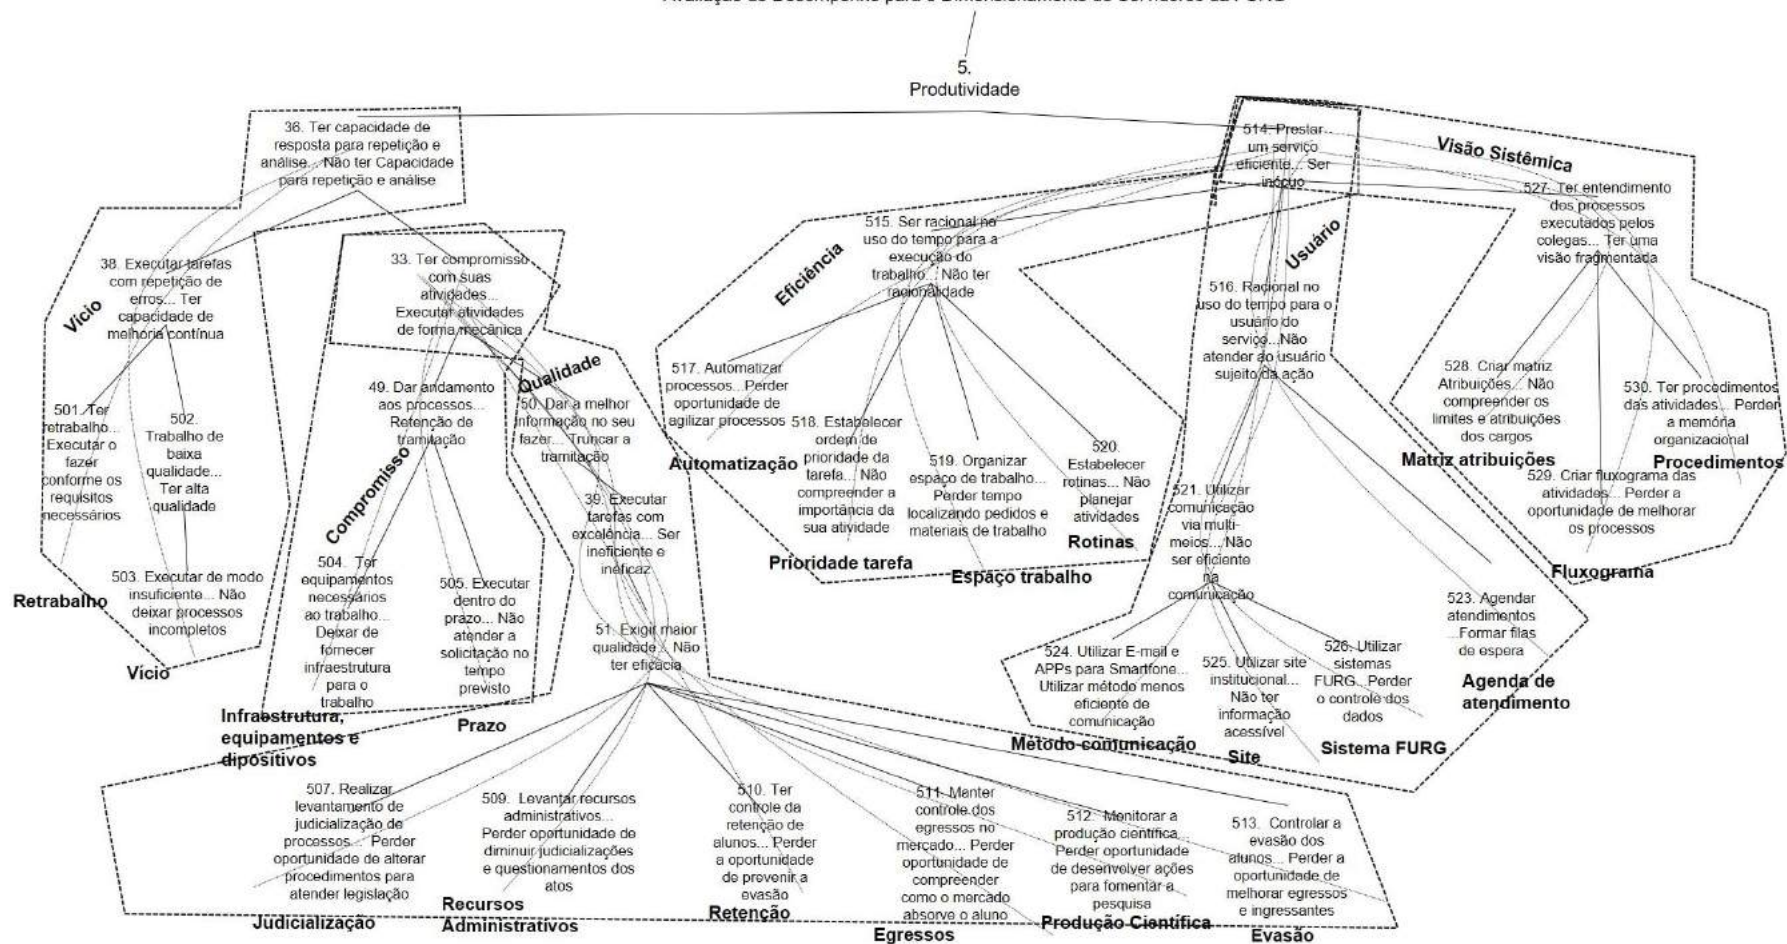 5.
Produtividade
36. Ter capacidade de
resposta para repetição e
análise... Não ter Capacidade
para repetição e análise
514. Prestar
um serviço
eficiente... Ser
inócuo
Visão Sistêmica
527. Ter entendimento
dos processos
executados pelos
colegas... Ter uma
visão fragmentada
515. Ser racional no
uso do tempo para a
execução do
trabalho... Não ter
racionalidade
Eficiência
Usuário
516. Racional no
uso do tempo para o
usuário do
serviço...Não
atender ao usuário
sujeito da ação
38. Executar tarefas
com repetição de
erros... Ter
capacidade de
melhoria contínua
Vício
33. Ter compromisso
com suas
atividades...
Executar atividades
de forma mecânica
Qualidade
49. Dar andamento
aos processos...
Retenção de
tramitação
50. Dar a melhor
informação no seu
fazer... Truncar a
tramitação
Compromisso
501. Ter
retrabalho...
Executar o
fazer
conforme os
requisitos
necessários
502.
Trabalho de
baixa
qualidade...
Ter alta
qualidade
503. Executar de modo
insuficiente... Não
deixar processos
incompletos
Retrabalho
Vício
504. Ter
equipamentos
necessários
ao trabalho...
Deixar de
fornecer
infraestrutura
para o
trabalho
505. Executar
dentro do
prazo... Não
atender a
solicitação no
tempo
previsto
Infraestrutura,
equipamentos e
dipositivos
Prazo
39. Executar
tarefas com
excelência... Ser
ineficiente e
ineficaz
51. Exigir maior
qualidade... Não
ter eficácia
517. Automatizar
processos...Perder
oportunidade de
agilizar processos
Automatização
518. Estabelecer
ordem de
prioridade da
tarefa... Não
compreender a
importância da
sua atividade
Prioridade tarefa
519. Organizar
espaço de trabalho...
Perder tempo
localizando pedidos e
materiais de trabalho
Espaço trabalho
520.
Estabelecer
rotinas... Não
planejar
atividades
Rotinas
521. Utilizar
comunicação
via multi-
meios... Não
ser eficiente
na
comunicação
528. Criar matriz
Atribuições... Não
compreender os
limites e atribuições
dos cargos
Matriz atribuições
530. Ter procedimentos
das atividades... Perder
a memória
organizacional
Procedimentos
529. Criar fluxograma das
atividades... Perder a
oportunidade de melhorar
os processos
Fluxograma
523. Agendar
atendimentos
...Formar filas
de espera
Agenda de
atendimento
524. Utilizar E-mail e
APPs para Smartfone...
Utilizar método menos
eficiente de
comunicação
Método comunicação
525. Utilizar site
institucional...
Não ter
informação
acessível
Site
526. Utilizar
sistemas
FURG...Perder
o controle dos
dados
Sistema FURG
507. Realizar
levantamento de
judicialização de
processos... Perder
oportunidade de alterar
procedimentos para
atender legislação
Judicialização
509. Levantar recursos
administrativos...
Perder oportunidade de
diminuir judicializações
e questionamentos dos
atos
Recursos
Administrativos
510. Ter
controle da
retenção de
alunos... Perder
a oportunidade
de prevenir a
evasão
Retenção
511. Manter
controle dos
egressos no
mercado... Perder
oportunidade de
compreender
como o mercado
absorve o aluno
Egressos
512. Monitorar a
produção científica...
Perder oportunidade
de desenvolver ações
para fomentar a
pesquisa
Produção Científica
513. Controlar a
evasão dos
alunos... Perder a
oportunidade de
melhorar egressos
e ingressantes
Evasão